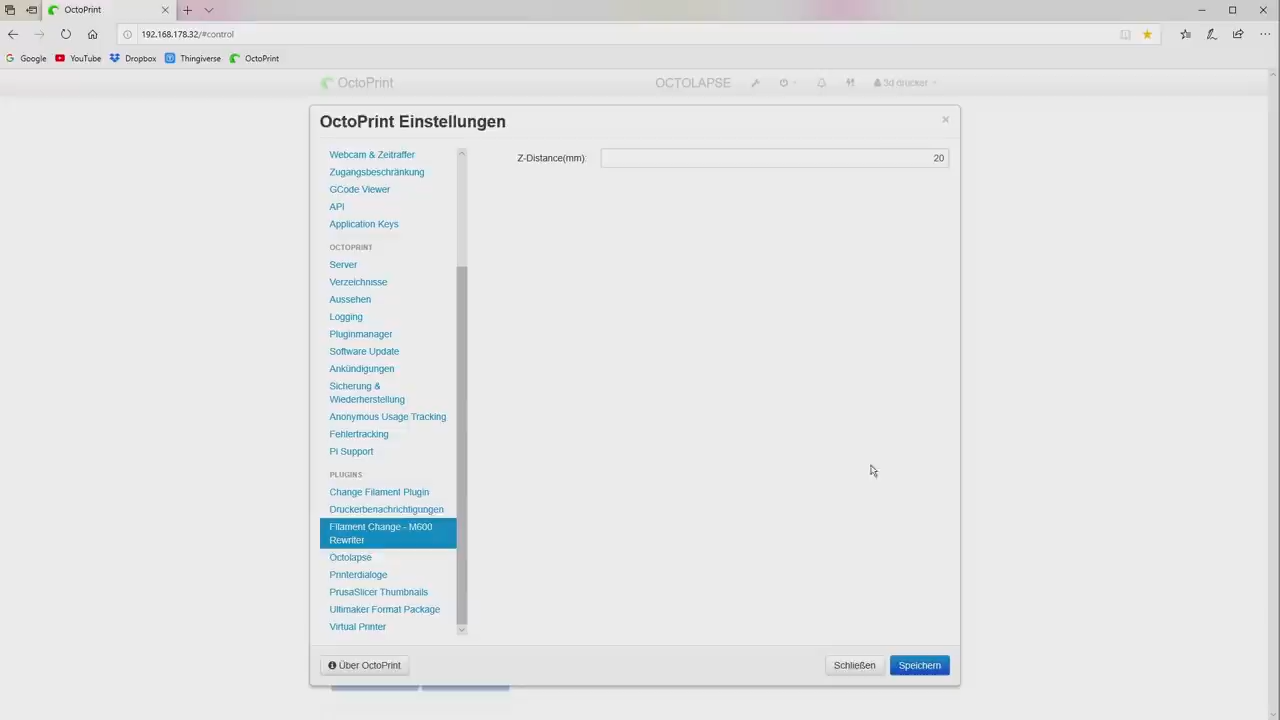 OctoPrint
192.168.178.32/#control
Google YouTube Dropbox Thingiverse OctoPrint
OctoPrint OCTOLAPSE 3d drucker
OctoPrint Einstellungen
Webcam & Zeitraffer
Zugangsbeschränkung
GCode Viewer
API
Application Keys
OCTOPRINT
Server
Verzeichnisse
Aussehen
Logging
Pluginmanager
Software Update
Ankündigungen
Sicherung &
Wiederherstellung
Anonymous Usage Tracking
Fehlertracking
Pi Support
PLUGINS
Change Filament Plugin
Druckerbenachrichtigungen
Filament Change - M600
Rewriter
Octolapse
Printerdialoge
PrusaSlicer Thumbnails
Ultimaker Format Package
Virtual Printer
Z-Distance(mm): 20
Über OctoPrint
Schließen Speichern